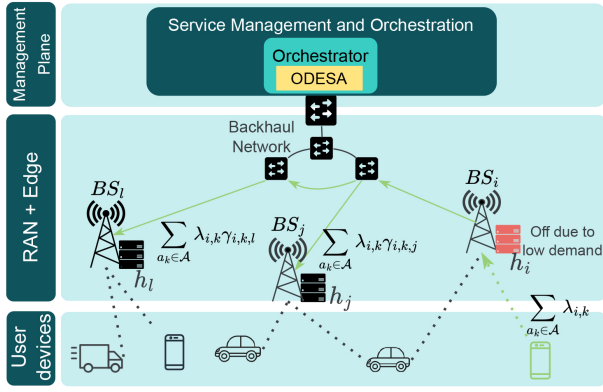 Management
Plane
Service Management and Orchestration
Orchestrator
ODESA
RAN + Edge
Backhaul
Network
BS_l
BS_j
BS_i
∑_{a_k∈𝒜} λ_{i,k}γ_{i,k,l}
∑_{a_k∈𝒜} λ_{i,k}γ_{i,k,j}
Off due to
low demand
h_l
h_j
h_i
User
devices
∑_{a_k∈𝒜} λ_{i,k}